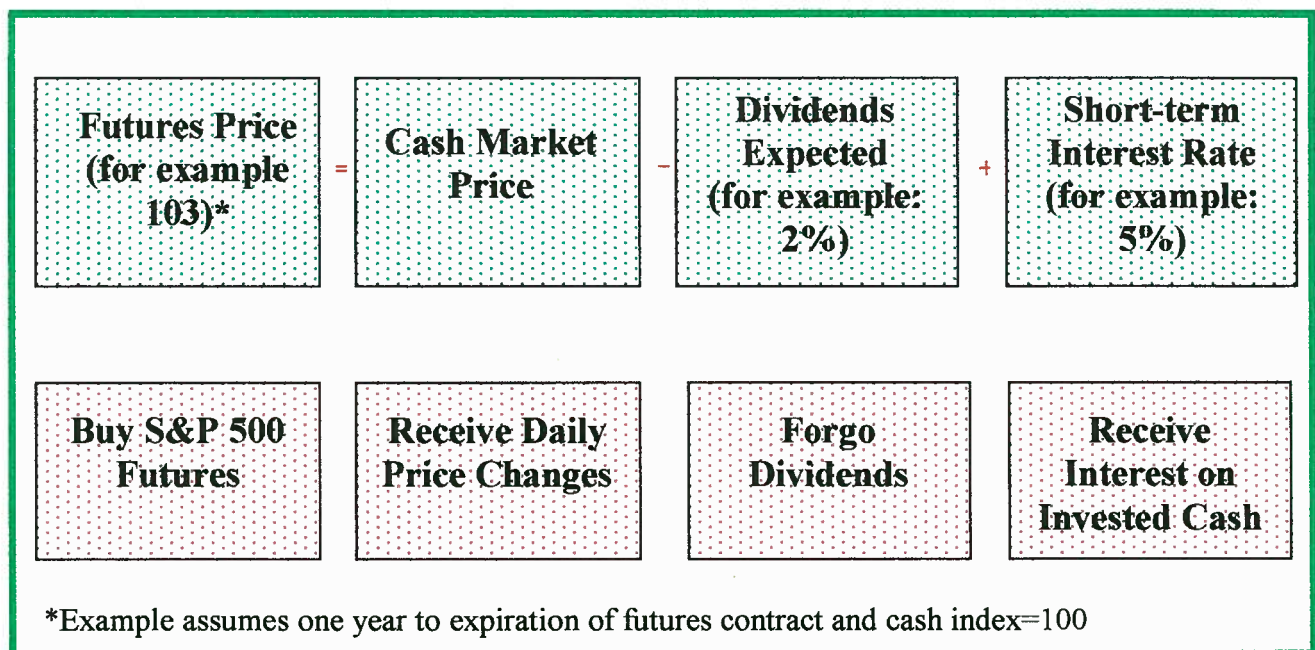 Futures Price
(for example
103)*
=
Cash Market
Price
-
Dividends
Expected
(for example:
2%)
+
Short-term
Interest Rate
(for example:
5%)
Buy S&P 500
Futures
Receive Daily
Price Changes
Forgo
Dividends
Receive
Interest on
Invested Cash
*Example assumes one year to expiration of futures contract and cash index=100